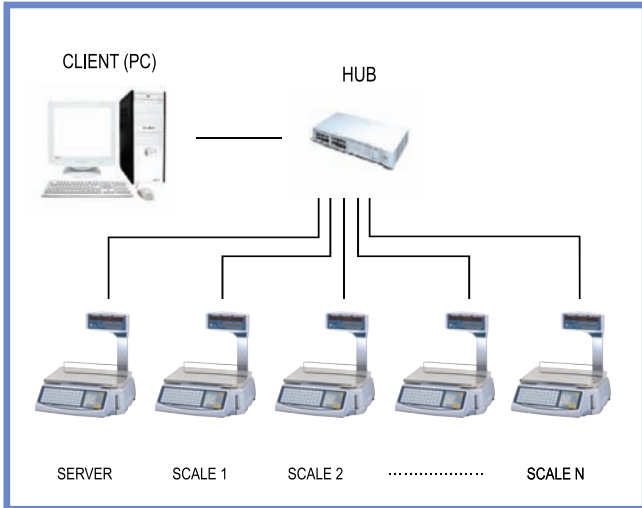 CLIENT (PC)
HUB
SERVER SCALE 1 SCALE 2 ...................... SCALE N